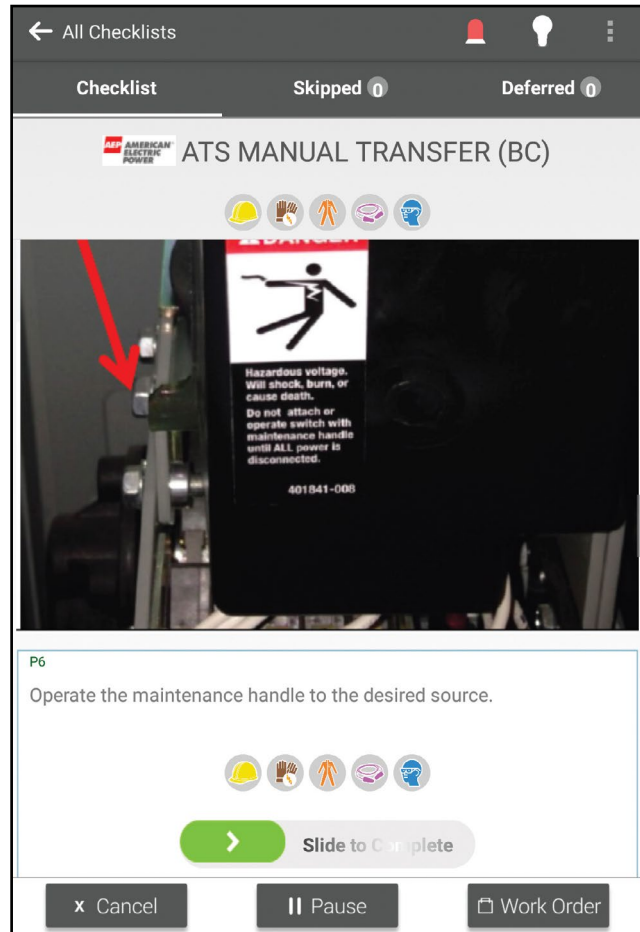 All Checklists
Checklist
Skipped 0
Deferred 0
AEP AMERICAN ELECTRIC POWER
ATS MANUAL TRANSFER (BC)
DANGER
Hazardous voltage.
Will shock, burn, or
cause death.
Do not attach or
operate switch with
maintenance handle
until ALL power is
disconnected.
401841-008
P6
Operate the maintenance handle to the desired source.
Slide to Complete
x Cancel
Pause
Work Order